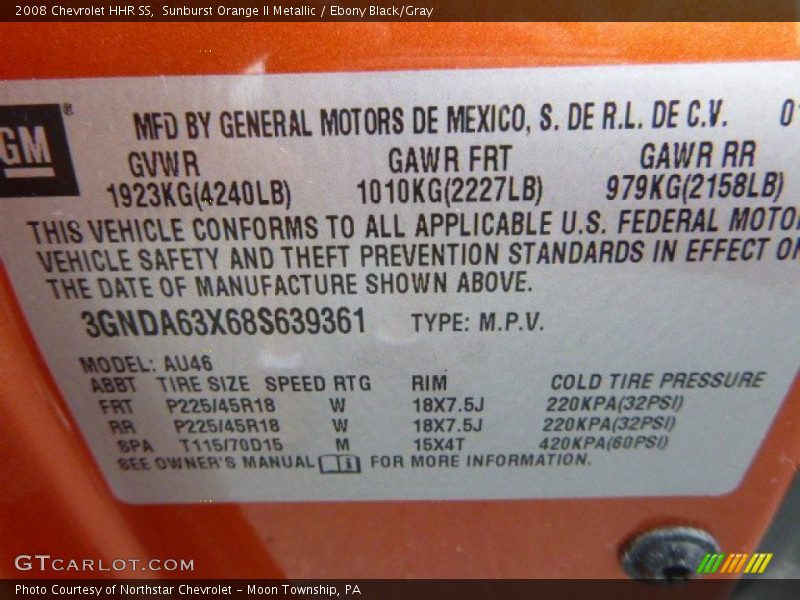 2008 Chevrolet HHR SS,  Sunburst Orange II Metallic / Ebony Black/Gray
GM ®
MFD BY GENERAL MOTORS DE MEXICO, S. DE R.L. DE C.V. 01
GVWR GAWR FRT GAWR RR
1923KG(4240LB) 1010KG(2227LB) 979KG(2158LB)
THIS VEHICLE CONFORMS TO ALL APPLICABLE U.S. FEDERAL MOTO
VEHICLE SAFETY AND THEFT PREVENTION STANDARDS IN EFFECT ON
THE DATE OF MANUFACTURE SHOWN ABOVE.
3GNDA63X68S639361 TYPE: M.P.V.
MODEL: AU46
ABBT TIRE SIZE SPEED RTG RIM COLD TIRE PRESSURE
FRT P225/45R18 W 18X7.5J 220KPA(32PSI)
RR P225/45R18 W 18X7.5J 220KPA(32PSI)
SPA T115/70D15 M 15X4T 420KPA(60PSI)
SEE OWNER'S MANUAL FOR MORE INFORMATION.
GTCARLOT.COM
Photo Courtesy of Northstar Chevrolet - Moon Township, PA